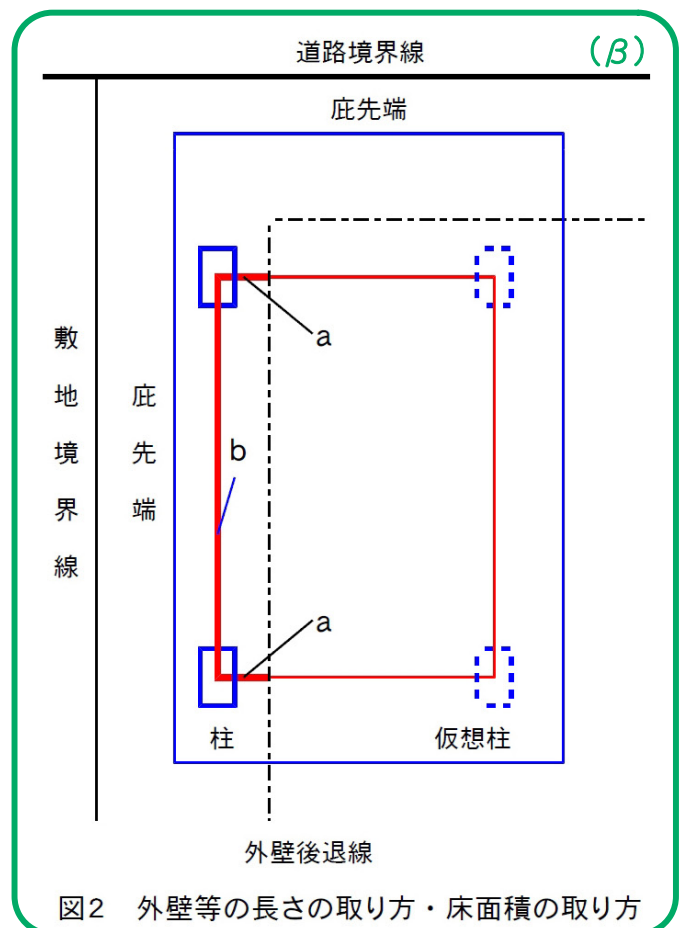 道路境界線
(β)
庇先端
a
敷地境界線
庇先端
b
a
柱
仮想柱
外壁後退線
図2 外壁等の長さの取り方・床面積の取り方